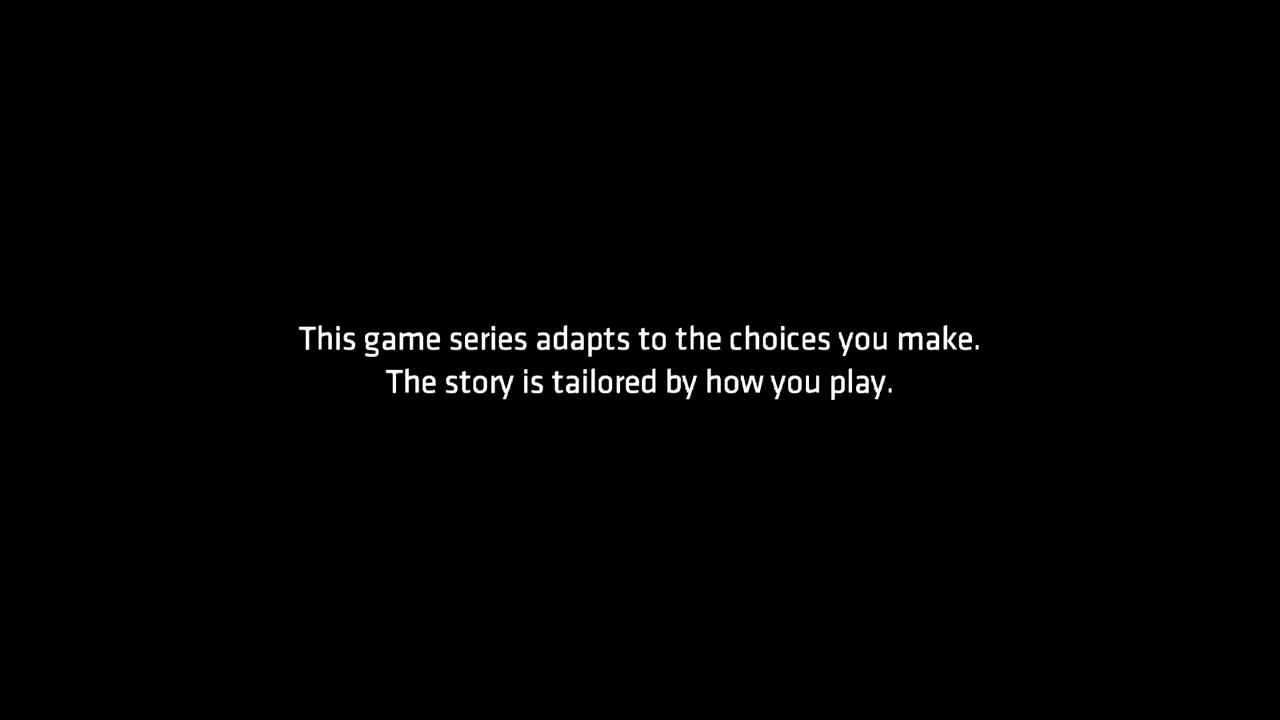 This game series adapts to the choices you make.
The story is tailored by how you play.